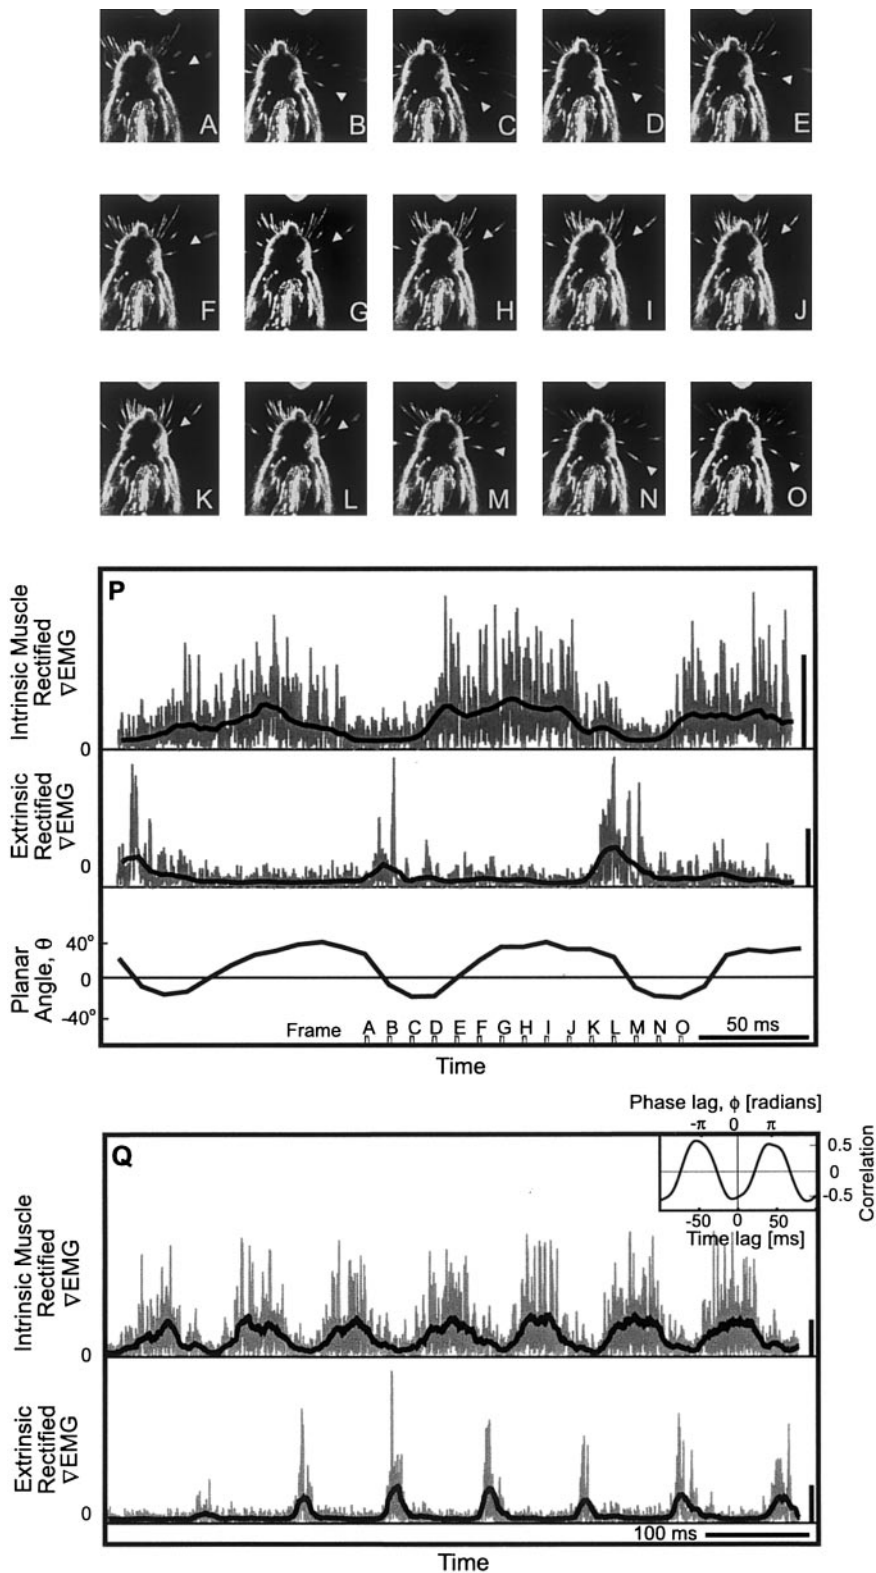 A B C D E
F G H I J
K L M N O
P
Intrinsic Muscle
Rectified
∇EMG
0
Extrinsic
Rectified
∇EMG
0
Planar
Angle, θ
40°
0
-40°
Frame A B C D E F G H I J K L M N O
50 ms
Time
Phase lag, ϕ [radians]
-π 0 π
0.5
0
-0.5
Correlation
-50 0 50
Time lag [ms]
Q
Intrinsic Muscle
Rectified
∇EMG
0
Extrinsic
Rectified
∇EMG
0
100 ms
Time